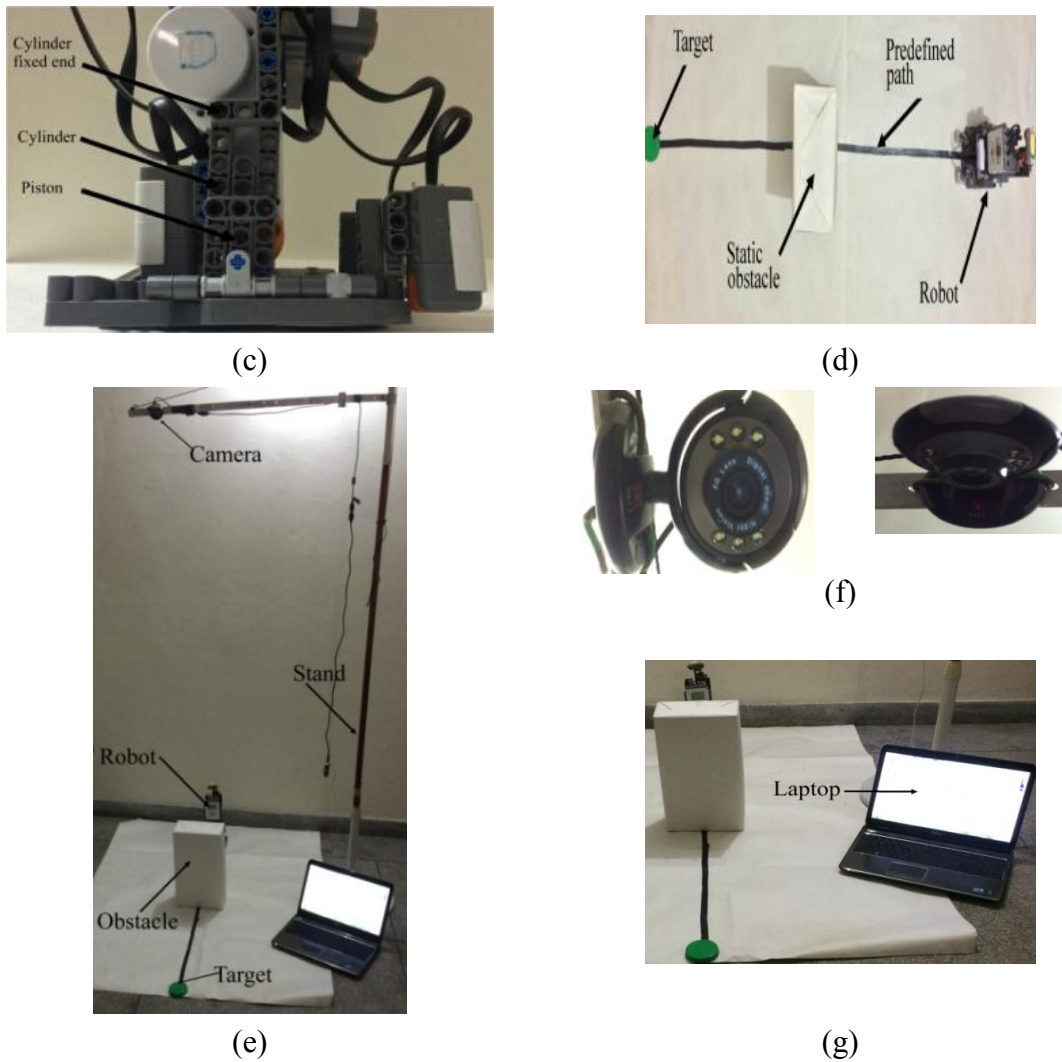 Cylinder
fixed end
Cylinder
Piston
(c)
Target
Predefined
path
Static
obstacle
Robot
(d)
Camera
Stand
Robot
Obstacle
Target
(e)
(f)
Laptop
(g)